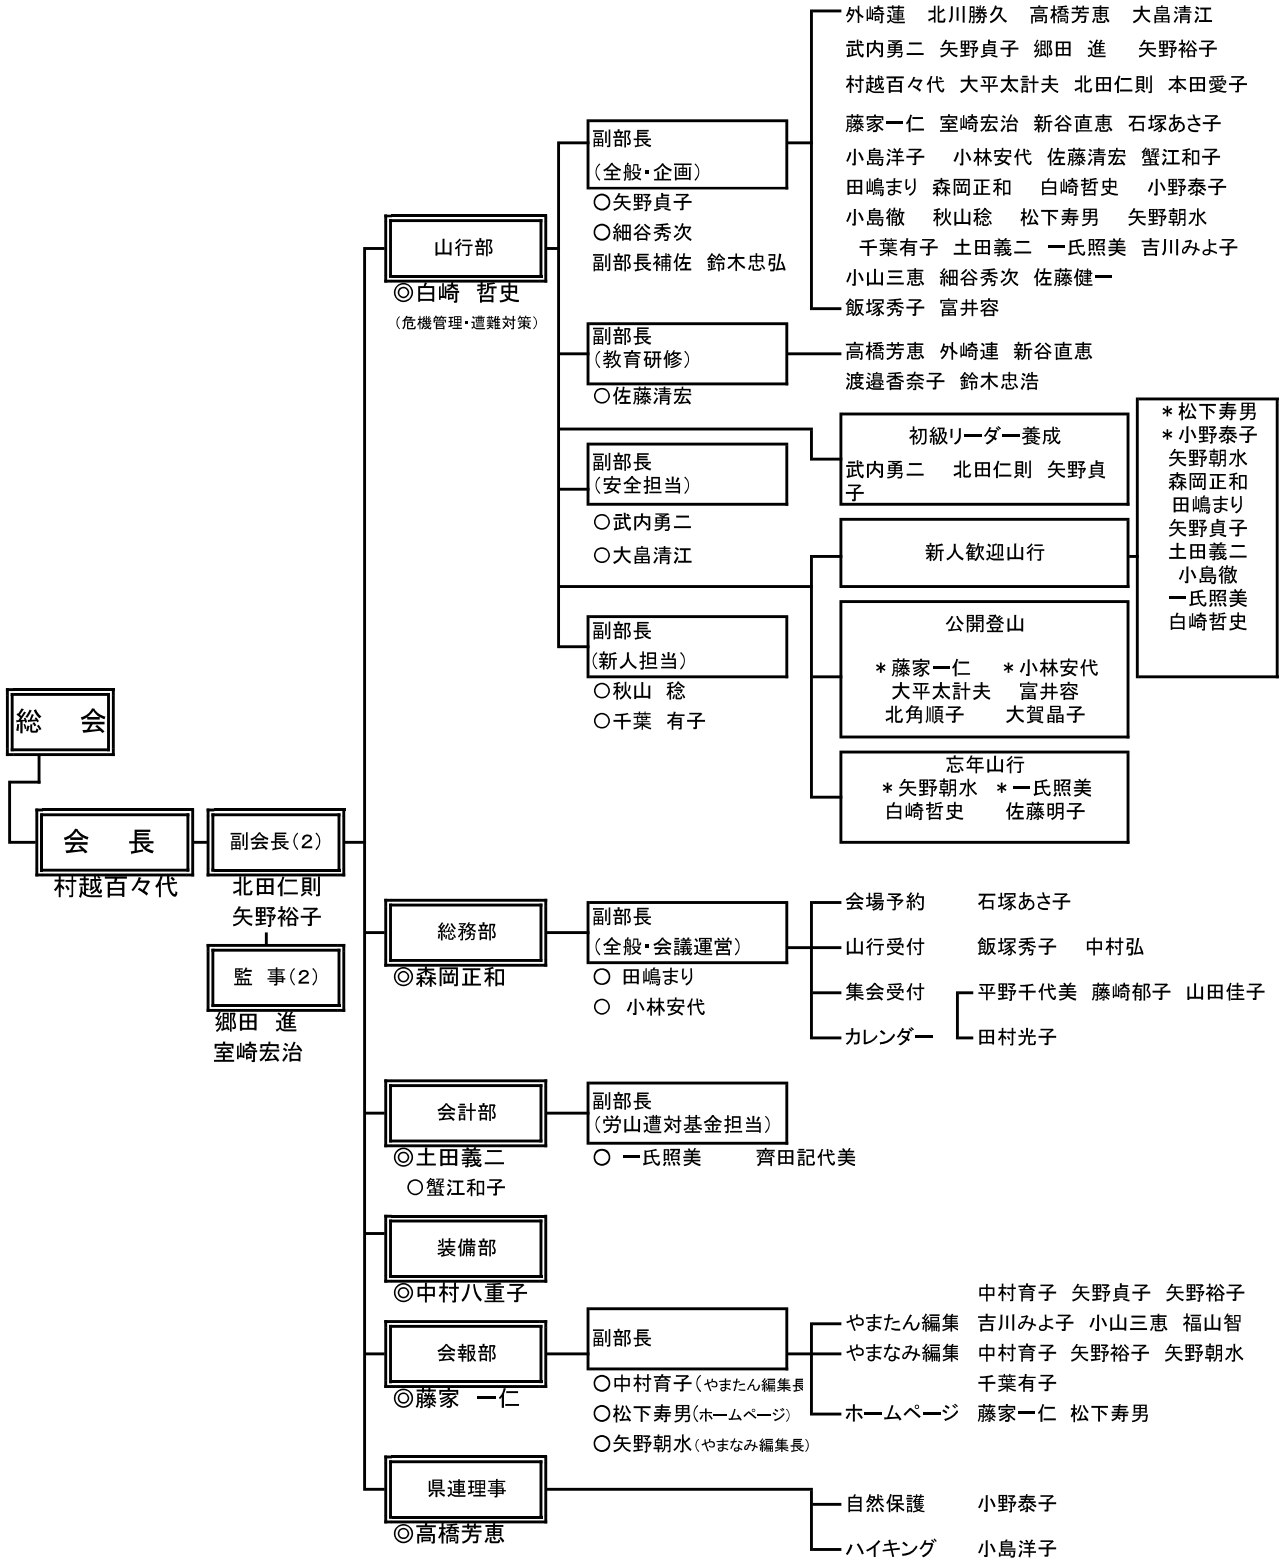 総　会
会　長
村越百々代
副会長(2)
北田仁則
矢野裕子
監　事(2)
郷田　進
室崎宏治
山行部
◎白崎　哲史
(危機管理・遭難対策)
副部長
(全般・企画)
○矢野貞子
○細谷秀次
副部長補佐　鈴木忠弘
外崎蓮　北川勝久　高橋芳恵　大畠清江
武内勇二　矢野貞子　郷田　進　矢野裕子
村越百々代　大平太計夫　北田仁則　本田愛子
藤家一仁　室崎宏治　新谷直恵　石塚あさ子
小島洋子　小林安代　佐藤清宏　蟹江和子
田嶋まり　森岡正和　白崎哲史　小野泰子
小島徹　秋山稔　松下寿男　矢野朝水
千葉有子　土田義二　一氏照美　吉川みよ子
小山三恵　細谷秀次　佐藤健一
飯塚秀子　富井容
副部長
(教育研修)
○佐藤清宏
高橋芳恵　外崎連　新谷直恵
渡邉香奈子　鈴木忠浩
初級リーダー養成
武内勇二　北田仁則　矢野貞
子
副部長
(安全担当)
○武内勇二
○大畠清江
新人歓迎山行
＊松下寿男
＊小野泰子
矢野朝水
森岡正和
田嶋まり
矢野貞子
土田義二
小島徹
一氏照美
白崎哲史
副部長
(新人担当)
○秋山　稔
○千葉　有子
公開登山
＊藤家一仁　＊小林安代
大平太計夫　富井容
北角順子　大賀晶子
忘年山行
＊矢野朝水　＊一氏照美
白崎哲史　佐藤明子
総務部
◎森岡正和
副部長
(全般・会議運営)
○ 田嶋まり
○ 小林安代
会場予約　石塚あさ子
山行受付　飯塚秀子　中村弘
集会受付　平野千代美　藤崎郁子　山田佳子
カレンダー　田村光子
会計部
◎土田義二
○蟹江和子
副部長
(労山遭対基金担当)
○ 一氏照美　齊田記代美
装備部
◎中村八重子
会報部
◎藤家　一仁
副部長
○中村育子(やまたん編集長
○松下寿男(ホームページ)
○矢野朝水(やまなみ編集長)
中村育子　矢野貞子　矢野裕子
やまたん編集　吉川みよ子　小山三恵　福山智
やまなみ編集　中村育子　矢野裕子　矢野朝水
千葉有子
ホームページ　藤家一仁　松下寿男
県連理事
◎高橋芳恵
自然保護　小野泰子
ハイキング　小島洋子